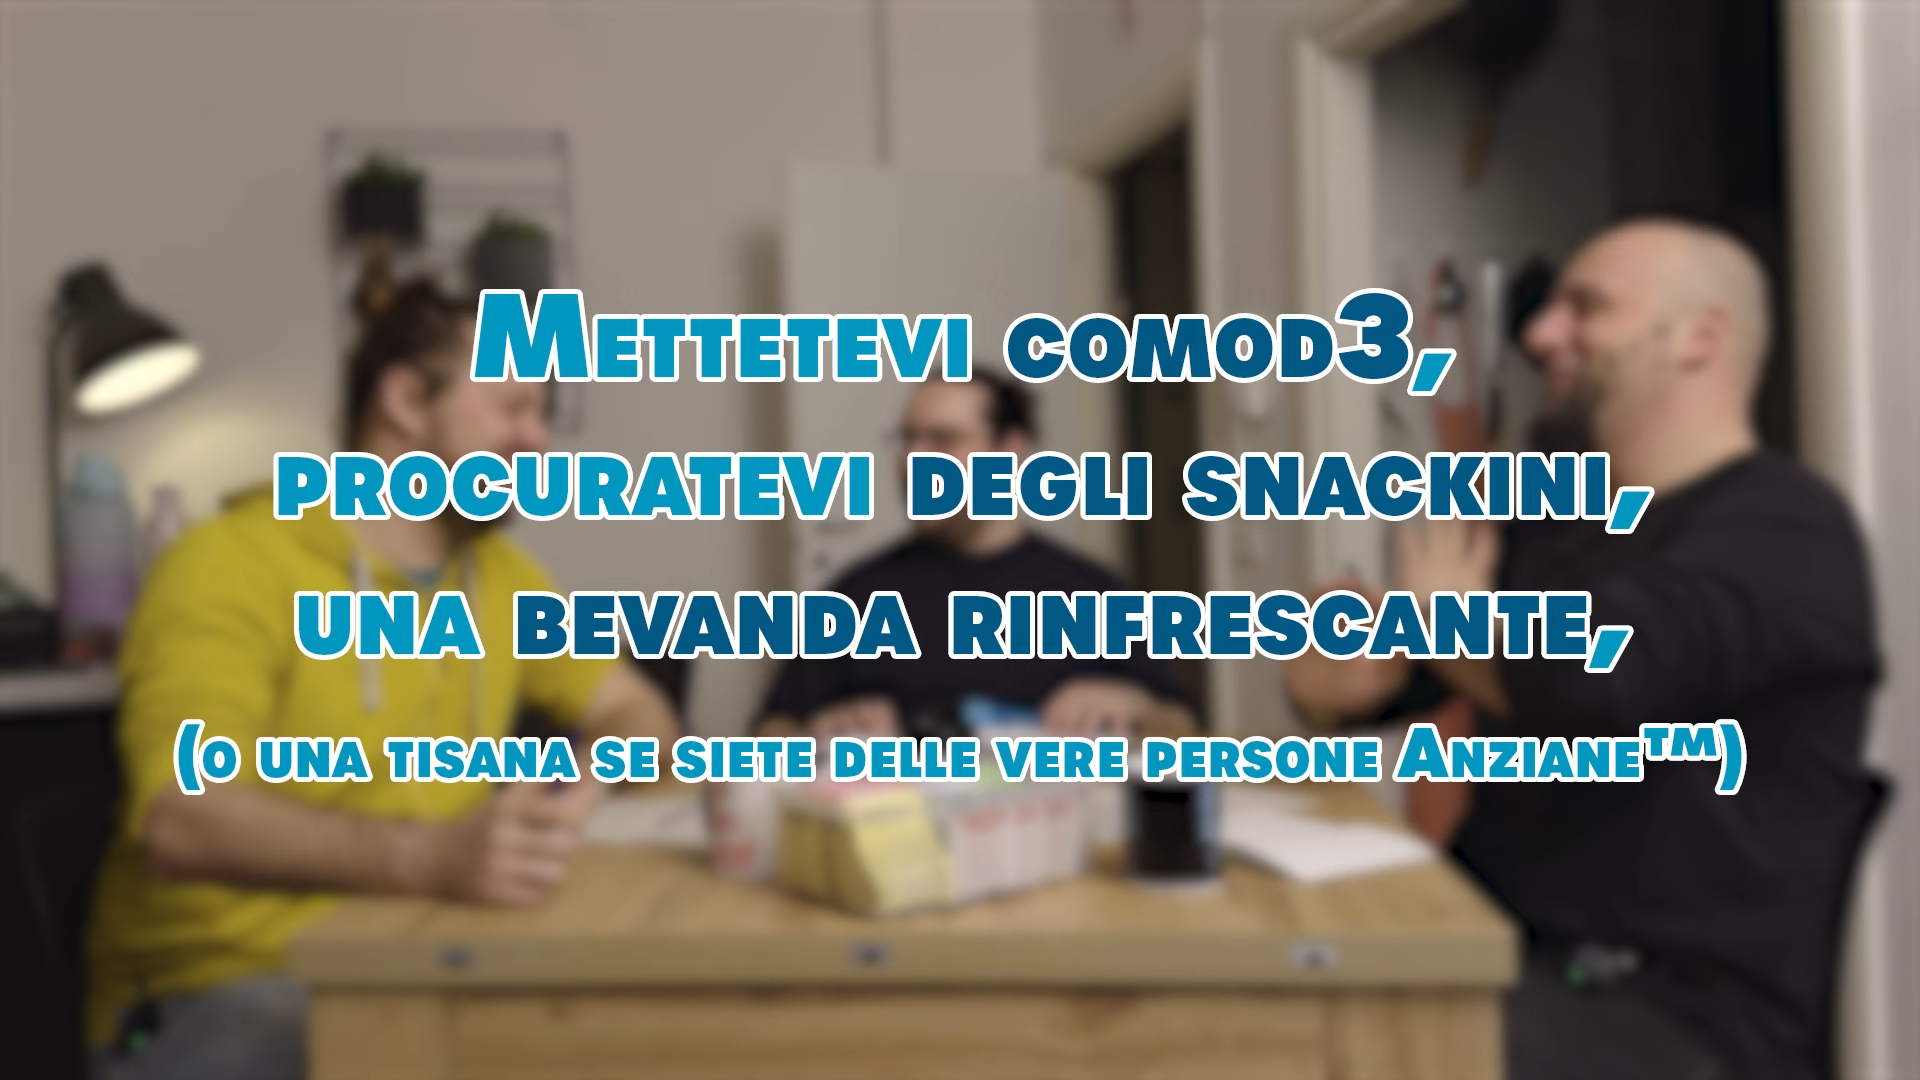 Mettetevi comod3,
procuratevi degli snackini,
una bevanda rinfrescante,
(o una tisana se siete delle vere persone Anziane™)